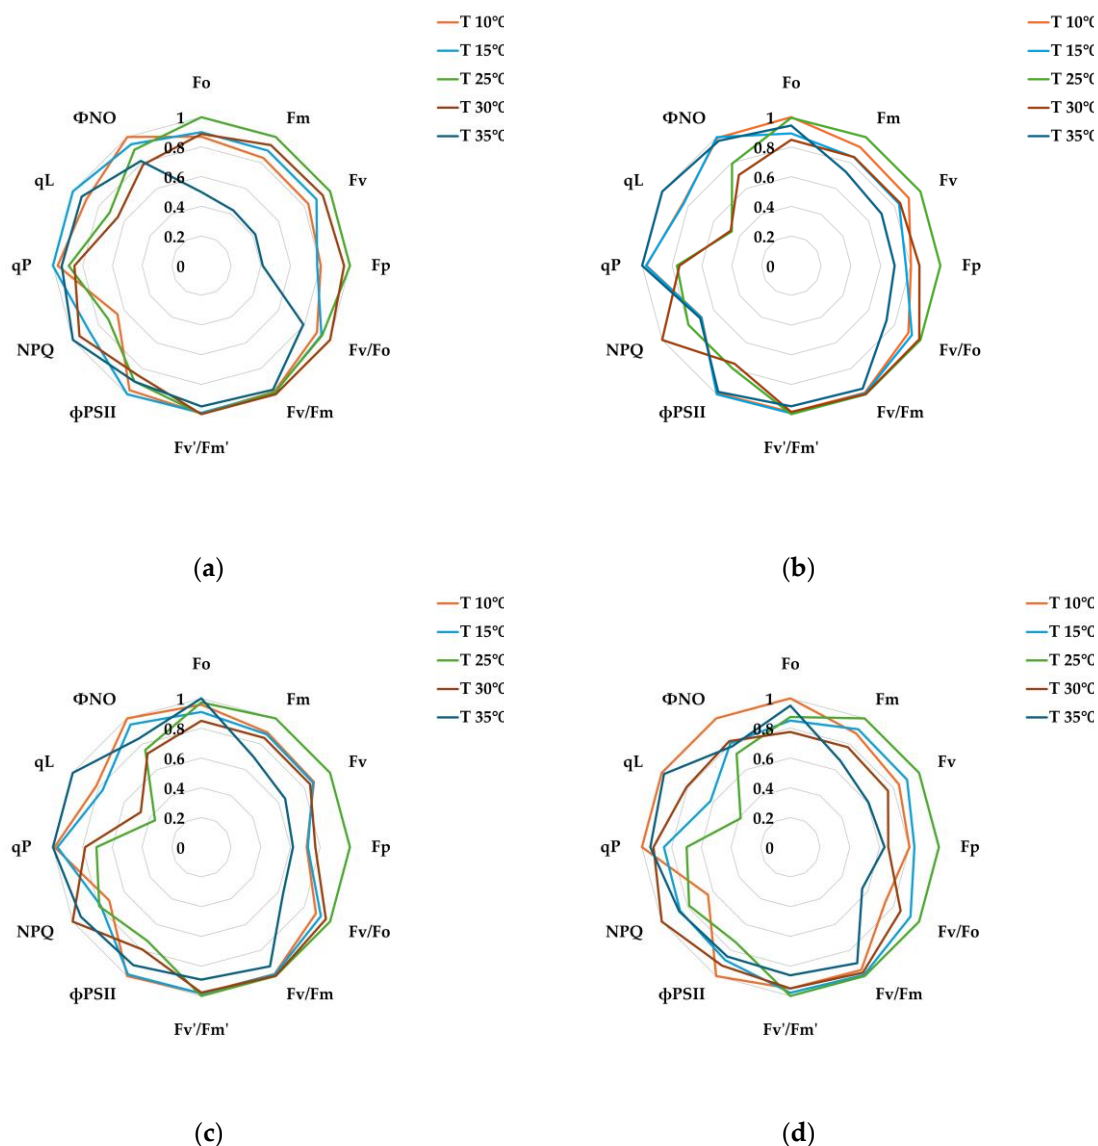 T 10°C
T 15°C
T 25°C
T 30°C
T 35°C
Fo
ΦNO
Fm
1
0.8
qL
Fv
0.6
0.4
0.2
qP
0
Fp
NPQ
Fv/Fo
ϕPSII
Fv/Fm
Fv'/Fm'
(a)
T 10°C
T 15°C
T 25°C
T 30°C
T 35°C
Fo
ΦNO
Fm
1
0.8
qL
Fv
0.6
0.4
0.2
qP
0
Fp
NPQ
Fv/Fo
ϕPSII
Fv/Fm
Fv'/Fm'
(b)
T 10°C
T 15°C
T 25°C
T 30°C
T 35°C
Fo
ΦNO
Fm
1
0.8
qL
Fv
0.6
0.4
0.2
qP
0
Fp
NPQ
Fv/Fo
ϕPSII
Fv/Fm
Fv'/Fm'
(c)
T 10°C
T 15°C
T 25°C
T 30°C
T 35°C
Fo
ΦNO
Fm
1
0.8
qL
Fv
0.6
0.4
0.2
qP
0
Fp
NPQ
Fv/Fo
ϕPSII
Fv/Fm
Fv'/Fm'
(d)